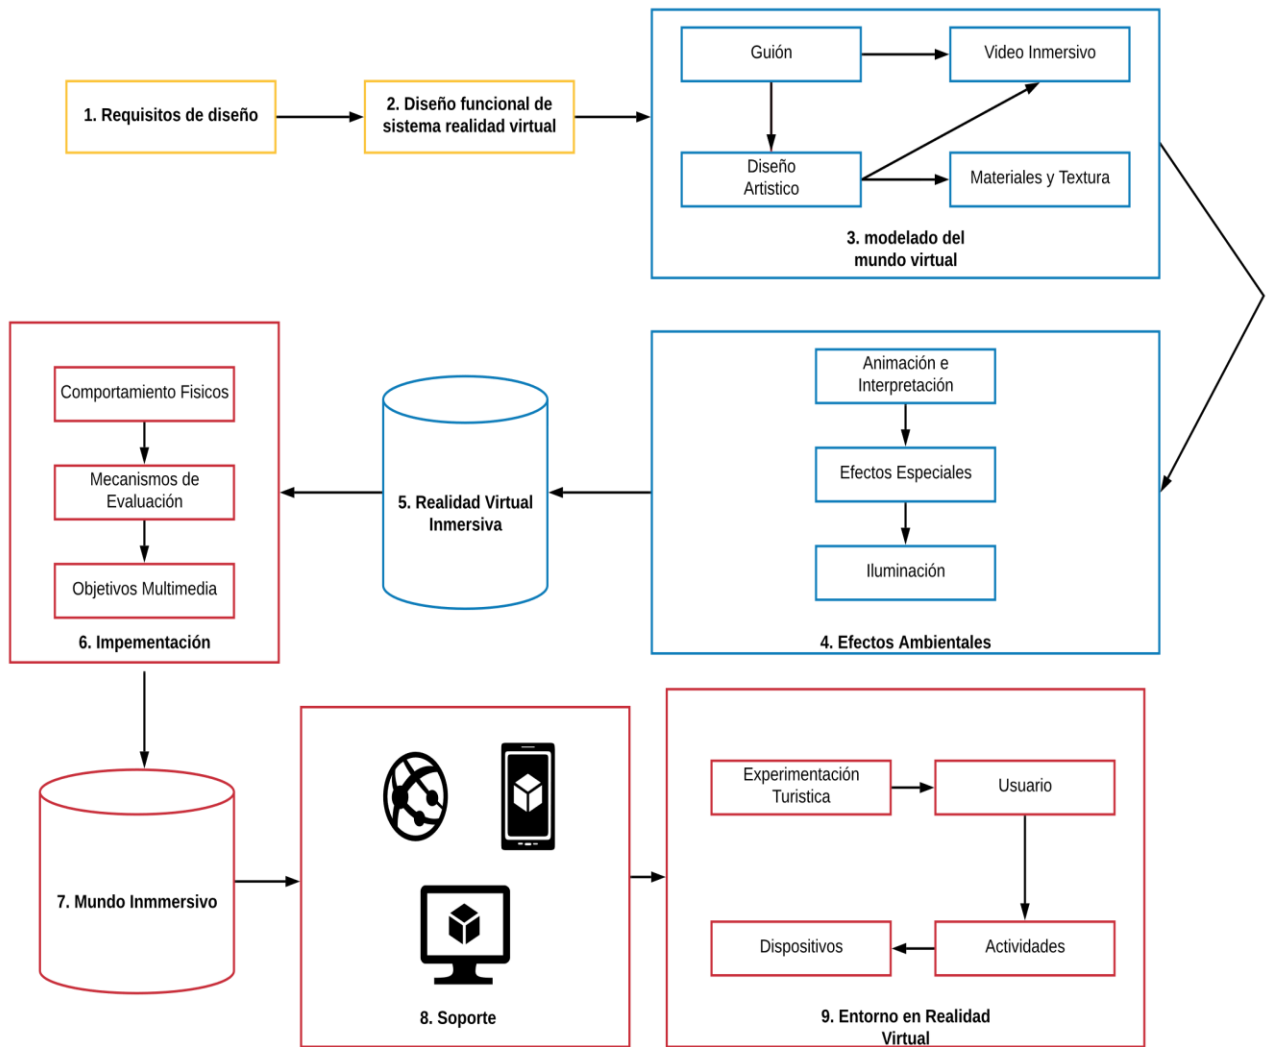 1. Requisitos de diseño
2. Diseño funcional de
sistema realidad virtual
Guión
Video Inmersivo
Diseño
Artistico
Materiales y Textura
3. modelado del
mundo virtual
Animación e
Interpretación
Efectos Especiales
Iluminación
4. Efectos Ambientales
5. Realidad Virtual
Inmersiva
Comportamiento Fisicos
Mecanismos de
Evaluación
Objetivos Multimedia
6. Impementación
7. Mundo Inmmersivo
8. Soporte
Experimentación
Turistica
Usuario
Actividades
Dispositivos
9. Entorno en Realidad
Virtual